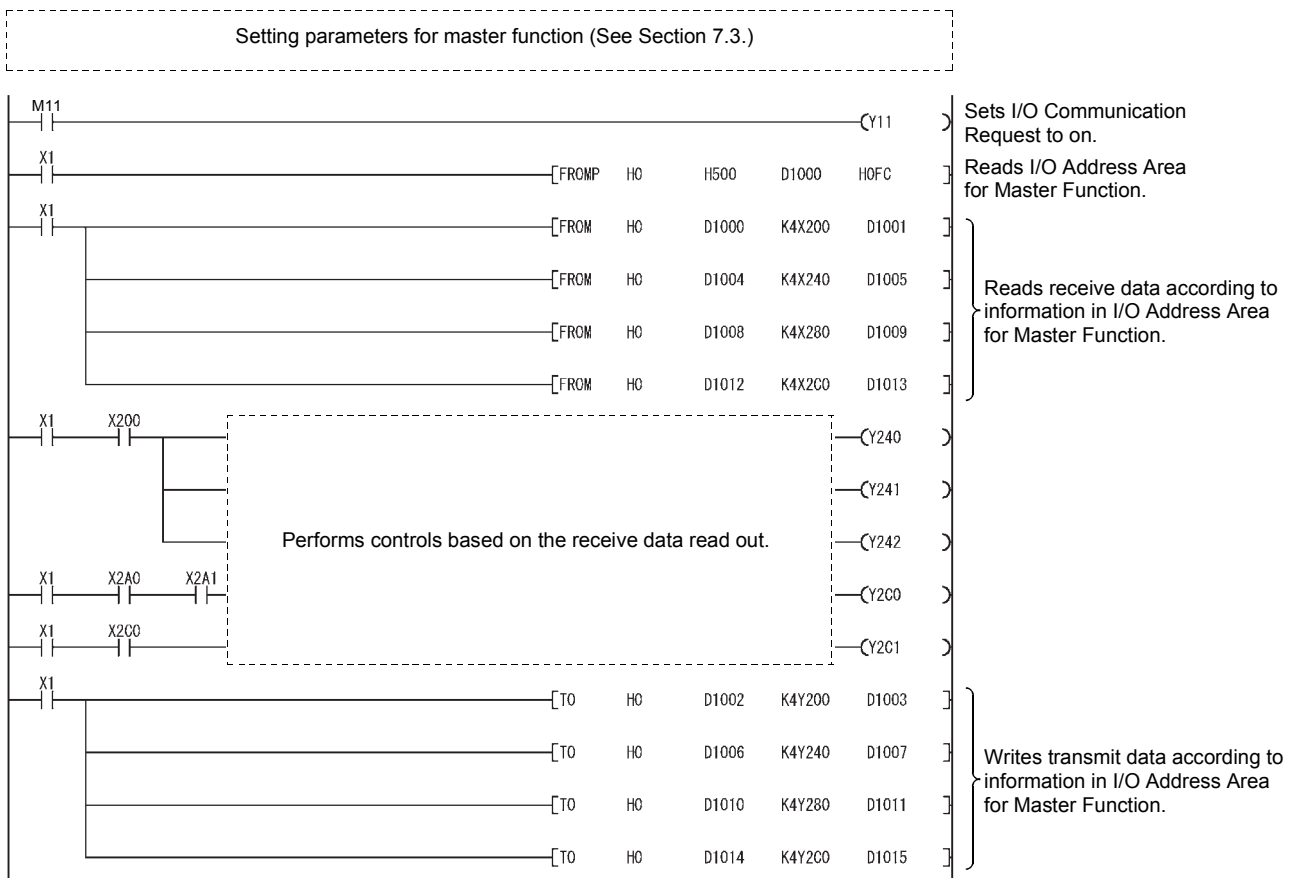 Setting parameters for master function (See Section 7.3.)
M11
Y11
Sets I/O Communication
Request to on.
X1
FROMP H0 H500 D1000 H0FC
Reads I/O Address Area
for Master Function.
X1
FROM H0 D1000 K4X200 D1001
FROM H0 D1004 K4X240 D1005
FROM H0 D1008 K4X280 D1009
FROM H0 D1012 K4X2C0 D1013
Reads receive data according to
information in I/O Address Area
for Master Function.
X1 X200
Y240
Y241
Performs controls based on the receive data read out.
Y242
X1 X2A0 X2A1
Y2C0
X1 X2C0
Y2C1
X1
TO H0 D1002 K4Y200 D1003
TO H0 D1006 K4Y240 D1007
TO H0 D1010 K4Y280 D1011
TO H0 D1014 K4Y2C0 D1015
Writes transmit data according to
information in I/O Address Area
for Master Function.